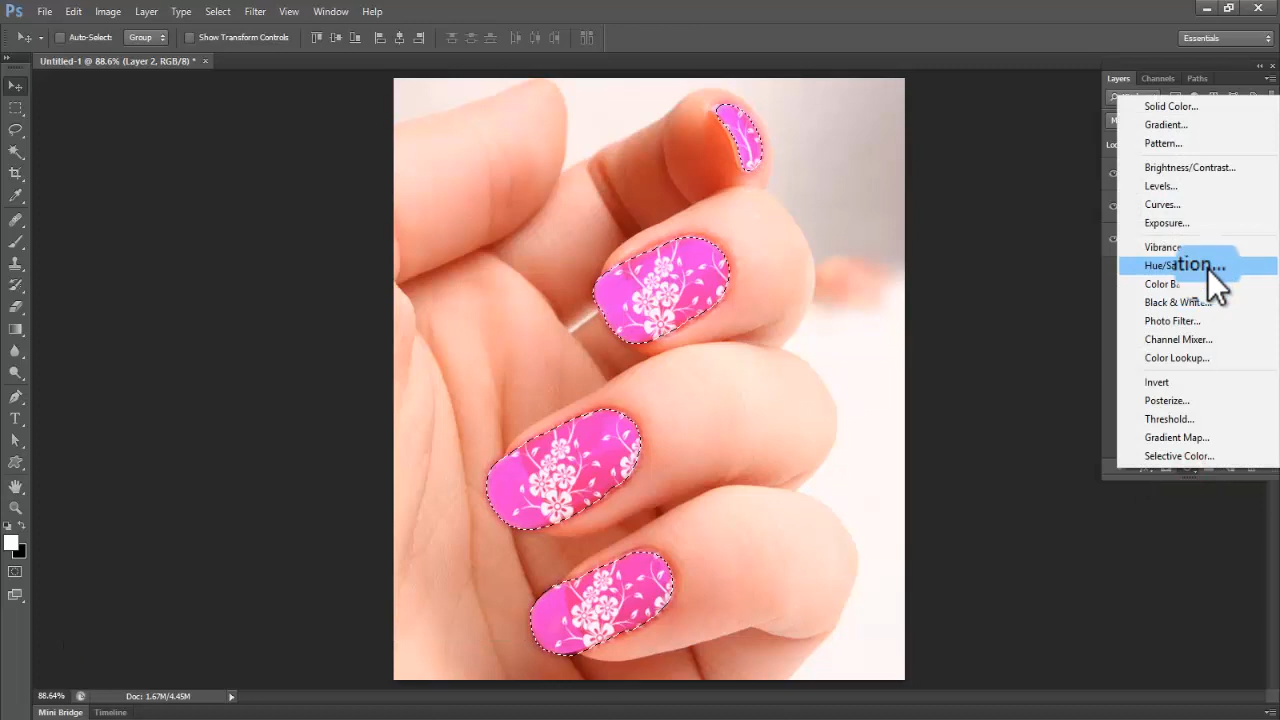 Ps File Edit Image Layer Type Select Filter View Window Help
Auto-Select: Group Show Transform Controls Essentials
Untitled-1 @ 88.6% (Layer 2, RGB/8) * ×
Layers Channels Paths
Solid Color...
Gradient...
Pattern...
Brightness/Contrast...
Levels...
Curves...
Exposure...
Vibrance
Hue/Sa tion...
Color B
Black & White...
Photo Filter...
Channel Mixer...
Color Lookup...
Invert
Posterize...
Threshold...
Gradient Map...
Selective Color...
88.64% Doc: 1.67M/4.45M
Mini Bridge Timeline